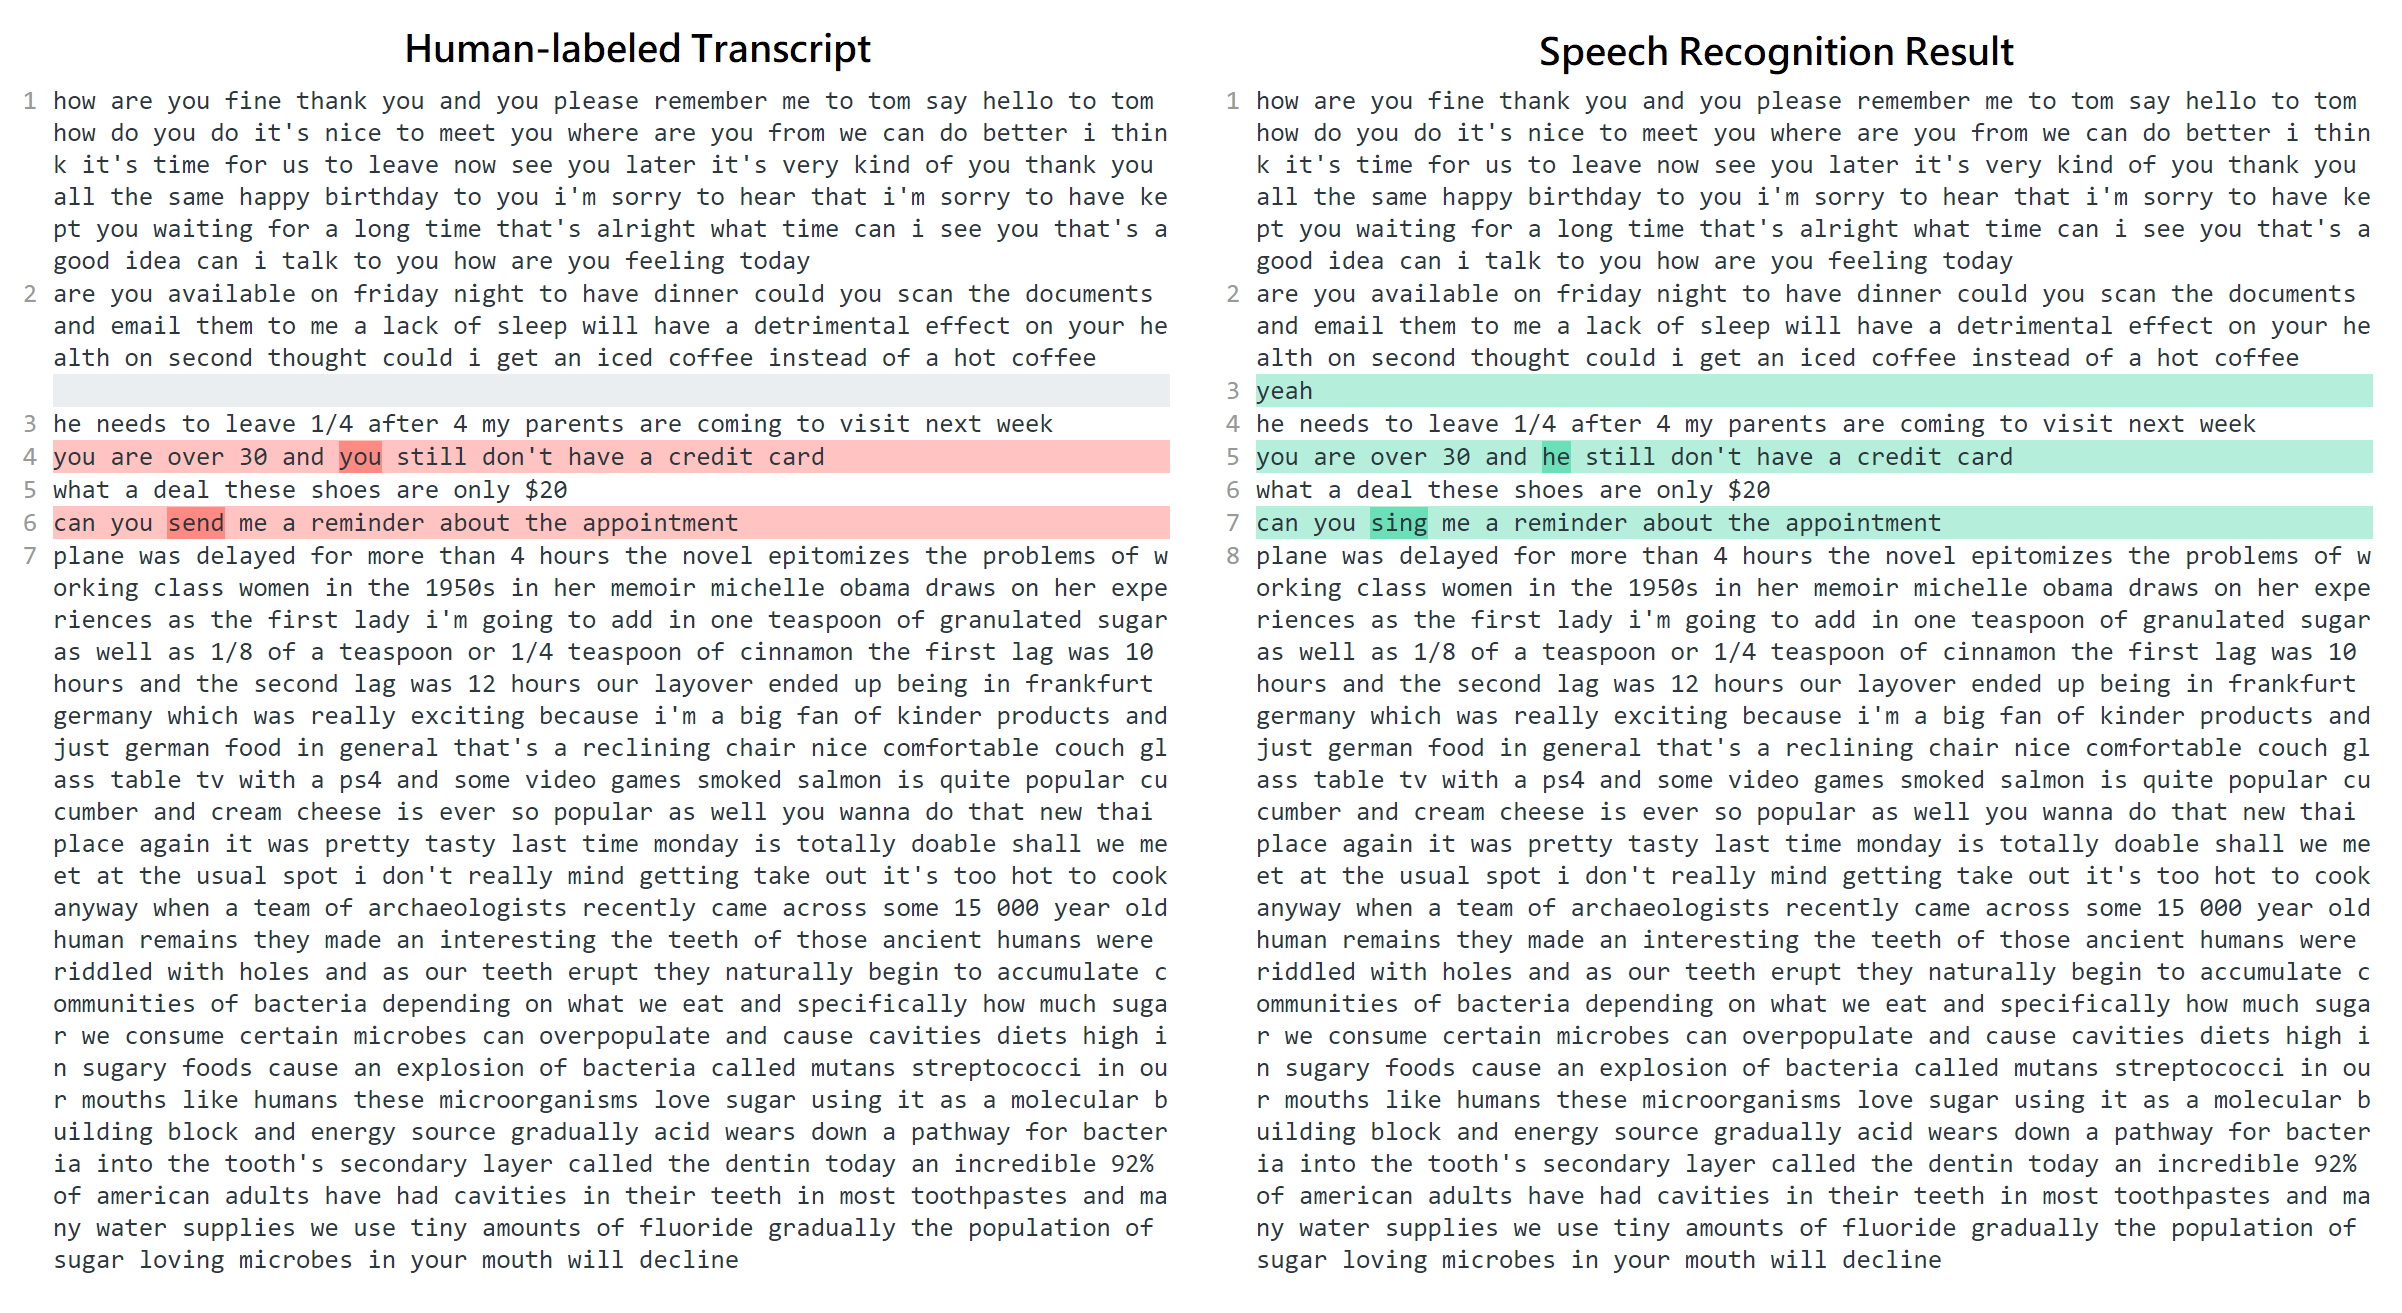 Human-labeled Transcript
1 how are you fine thank you and you please remember me to tom say hello to tom
how do you do it's nice to meet you where are you from we can do better i thin
k it's time for us to leave now see you later it's very kind of you thank you
all the same happy birthday to you i'm sorry to hear that i'm sorry to have ke
pt you waiting for a long time that's alright what time can i see you that's a
good idea can i talk to you how are you feeling today
2 are you available on friday night to have dinner could you scan the documents
and email them to me a lack of sleep will have a detrimental effect on your he
alth on second thought could i get an iced coffee instead of a hot coffee
3 he needs to leave 1/4 after 4 my parents are coming to visit next week
4 you are over 30 and you still don't have a credit card
5 what a deal these shoes are only $20
6 can you send me a reminder about the appointment
7 plane was delayed for more than 4 hours the novel epitomizes the problems of w
orking class women in the 1950s in her memoir michelle obama draws on her expe
riences as the first lady i'm going to add in one teaspoon of granulated sugar
as well as 1/8 of a teaspoon or 1/4 teaspoon of cinnamon the first lag was 10
hours and the second lag was 12 hours our layover ended up being in frankfurt
germany which was really exciting because i'm a big fan of kinder products and
just german food in general that's a reclining chair nice comfortable couch gl
ass table tv with a ps4 and some video games smoked salmon is quite popular cu
cumber and cream cheese is ever so popular as well you wanna do that new thai
place again it was pretty tasty last time monday is totally doable shall we me
et at the usual spot i don't really mind getting take out it's too hot to cook
anyway when a team of archaeologists recently came across some 15 000 year old
human remains they made an interesting the teeth of those ancient humans were
riddled with holes and as our teeth erupt they naturally begin to accumulate c
ommunities of bacteria depending on what we eat and specifically how much suga
r we consume certain microbes can overpopulate and cause cavities diets high i
n sugary foods cause an explosion of bacteria called mutans streptococci in ou
r mouths like humans these microorganisms love sugar using it as a molecular b
uilding block and energy source gradually acid wears down a pathway for bacter
ia into the tooth's secondary layer called the dentin today an incredible 92%
of american adults have had cavities in their teeth in most toothpastes and ma
ny water supplies we use tiny amounts of fluoride gradually the population of
sugar loving microbes in your mouth will decline
Speech Recognition Result
1 how are you fine thank you and you please remember me to tom say hello to tom
how do you do it's nice to meet you where are you from we can do better i thin
k it's time for us to leave now see you later it's very kind of you thank you
all the same happy birthday to you i'm sorry to hear that i'm sorry to have ke
pt you waiting for a long time that's alright what time can i see you that's a
good idea can i talk to you how are you feeling today
2 are you available on friday night to have dinner could you scan the documents
and email them to me a lack of sleep will have a detrimental effect on your he
alth on second thought could i get an iced coffee instead of a hot coffee
3 yeah
4 he needs to leave 1/4 after 4 my parents are coming to visit next week
5 you are over 30 and he still don't have a credit card
6 what a deal these shoes are only $20
7 can you sing me a reminder about the appointment
8 plane was delayed for more than 4 hours the novel epitomizes the problems of w
orking class women in the 1950s in her memoir michelle obama draws on her expe
riences as the first lady i'm going to add in one teaspoon of granulated sugar
as well as 1/8 of a teaspoon or 1/4 teaspoon of cinnamon the first lag was 10
hours and the second lag was 12 hours our layover ended up being in frankfurt
germany which was really exciting because i'm a big fan of kinder products and
just german food in general that's a reclining chair nice comfortable couch gl
ass table tv with a ps4 and some video games smoked salmon is quite popular cu
cumber and cream cheese is ever so popular as well you wanna do that new thai
place again it was pretty tasty last time monday is totally doable shall we me
et at the usual spot i don't really mind getting take out it's too hot to cook
anyway when a team of archaeologists recently came across some 15 000 year old
human remains they made an interesting the teeth of those ancient humans were
riddled with holes and as our teeth erupt they naturally begin to accumulate c
ommunities of bacteria depending on what we eat and specifically how much suga
r we consume certain microbes can overpopulate and cause cavities diets high i
n sugary foods cause an explosion of bacteria called mutans streptococci in ou
r mouths like humans these microorganisms love sugar using it as a molecular b
uilding block and energy source gradually acid wears down a pathway for bacter
ia into the tooth's secondary layer called the dentin today an incredible 92%
of american adults have had cavities in their teeth in most toothpastes and ma
ny water supplies we use tiny amounts of fluoride gradually the population of
sugar loving microbes in your mouth will decline